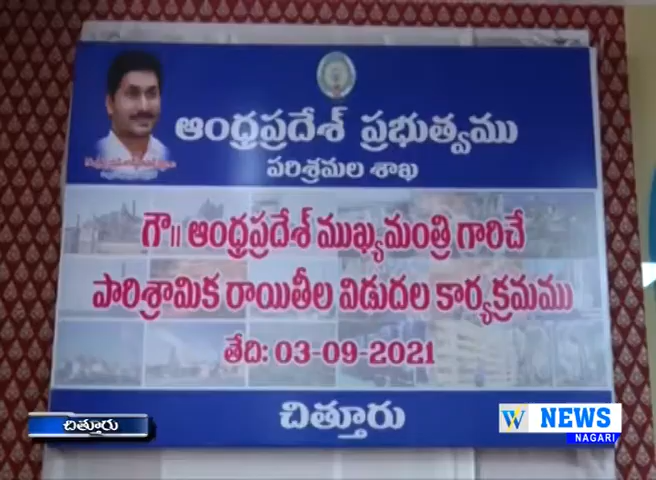 ఆంధ్రప్రదేశ్ ప్రభుత్వము
పరిశ్రమల శాఖ
గౌ॥ ఆంధ్రప్రదేశ్ ముఖ్యమంత్రి గారిచే
పారిశ్రామిక రాయితీల విడుదల కార్యక్రమము
తేది: 03-09-2021
చిత్తూరు
చిత్తూరు
W NEWS
NAGARI